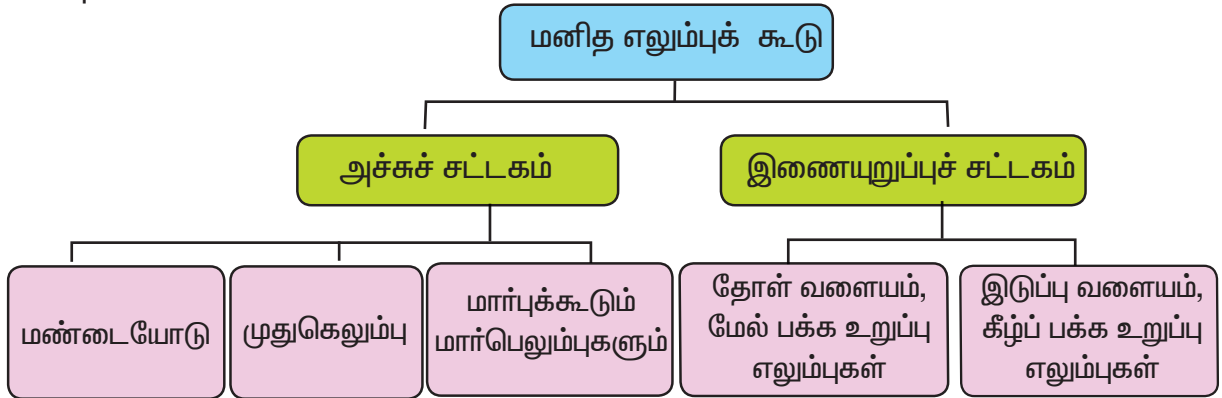 மனித எலும்புக் கூடு
அச்சுச் சட்டகம்
இணையுறுப்புச் சட்டகம்
மண்டையோடு
முதுகெலும்பு
மார்புக்கூடும்
மார்பெலும்புகளும்
தோள் வளையம்,
மேல் பக்க உறுப்பு
எலும்புகள்
இடுப்பு வளையம்,
கீழ்ப் பக்க உறுப்பு
எலும்புகள்